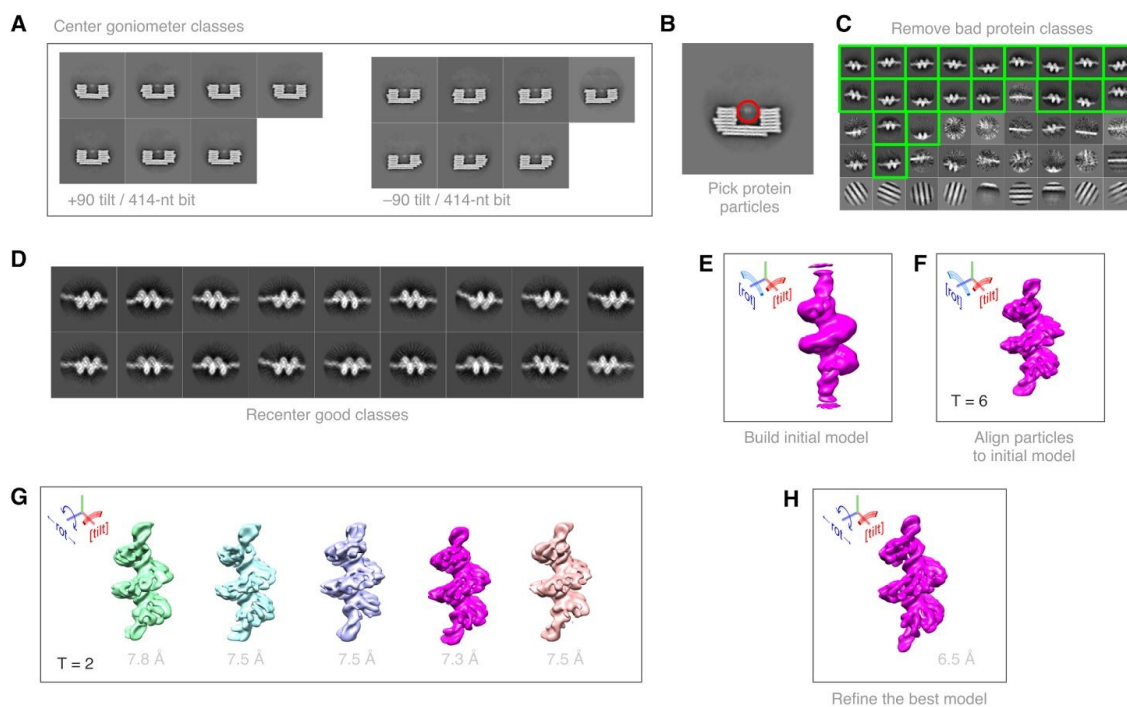 A
Center goniometer classes
+90 tilt / 414-nt bit
–90 tilt / 414-nt bit
B
Pick protein
particles
C
Remove bad protein classes
D
Recenter good classes
E
[rot]
[tilt]
Build initial model
F
[rot]
[tilt]
T = 6
Align particles
to initial model
G
rot
[tilt]
T = 2
7.8 Å
7.5 Å
7.5 Å
7.3 Å
7.5 Å
H
rot
[tilt]
6.5 Å
Refine the best model